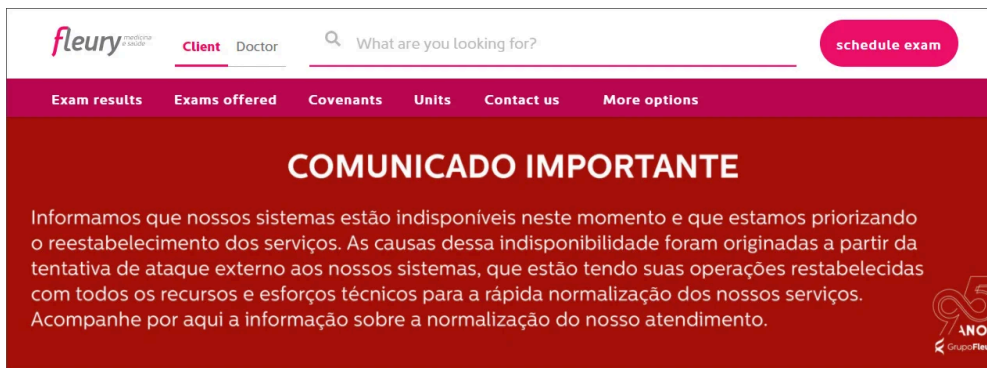 fleury medicina e saúde
Client Doctor
What are you looking for?
schedule exam
Exam results Exams offered Covenants Units Contact us More options
COMUNICADO IMPORTANTE
Informamos que nossos sistemas estão indisponíveis neste momento e que estamos priorizando
o reestabelecimento dos serviços. As causas dessa indisponibilidade foram originadas a partir da
tentativa de ataque externo aos nossos sistemas, que estão tendo suas operações restabelecidas
com todos os recursos e esforços técnicos para a rápida normalização dos nossos serviços.
Acompanhe por aqui a informação sobre a normalização do nosso atendimento.
95
ANO
GrupoFleu